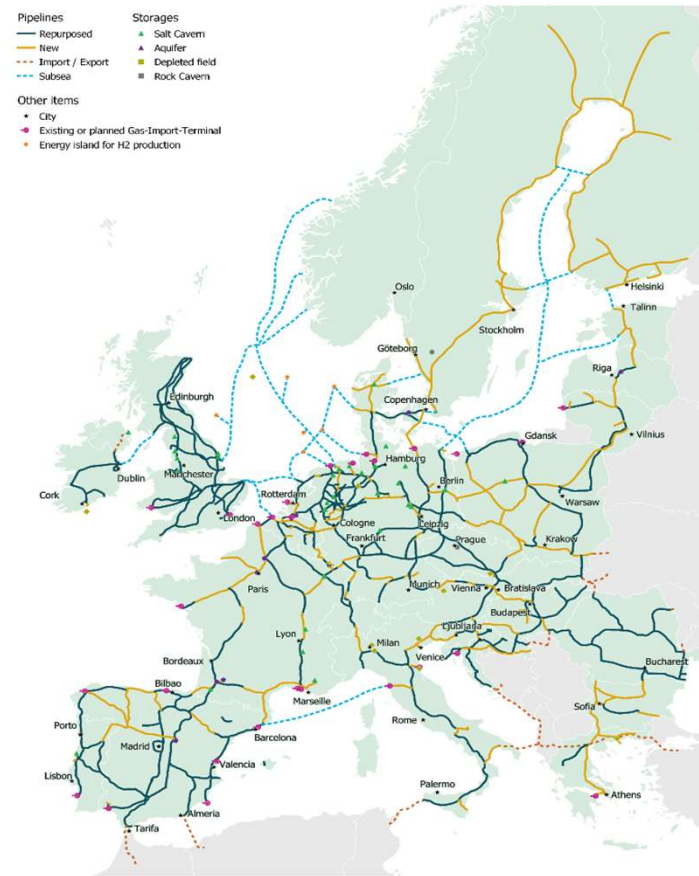 Pipelines
Repurposed
New
Import / Export
Subsea
Storages
Salt Cavern
Aquifer
Depleted field
Rock Cavern
Other items
City
Existing or planned Gas-Import-Terminal
Energy island for H2 production
Oslo
Helsinki
Talinn
Stockholm
Göteborg
Riga
Copenhagen
Edinburgh
Vilnius
Gdansk
Hamburg
Dublin
Manchester
Berlin
Cork
Rotterdam
Warsaw
London
Cologne
Leipzig
Frankfurt
Prague
Krakow
Paris
Munich
Vienna
Bratislava
Budapest
Lyon
Ljubljana
Milan
Venice
Bordeaux
Bucharest
Bilbao
Marseille
Sofia
Porto
Rome
Barcelona
Madrid
Valencia
Lisbon
Palermo
Athens
Almeria
Tarifa